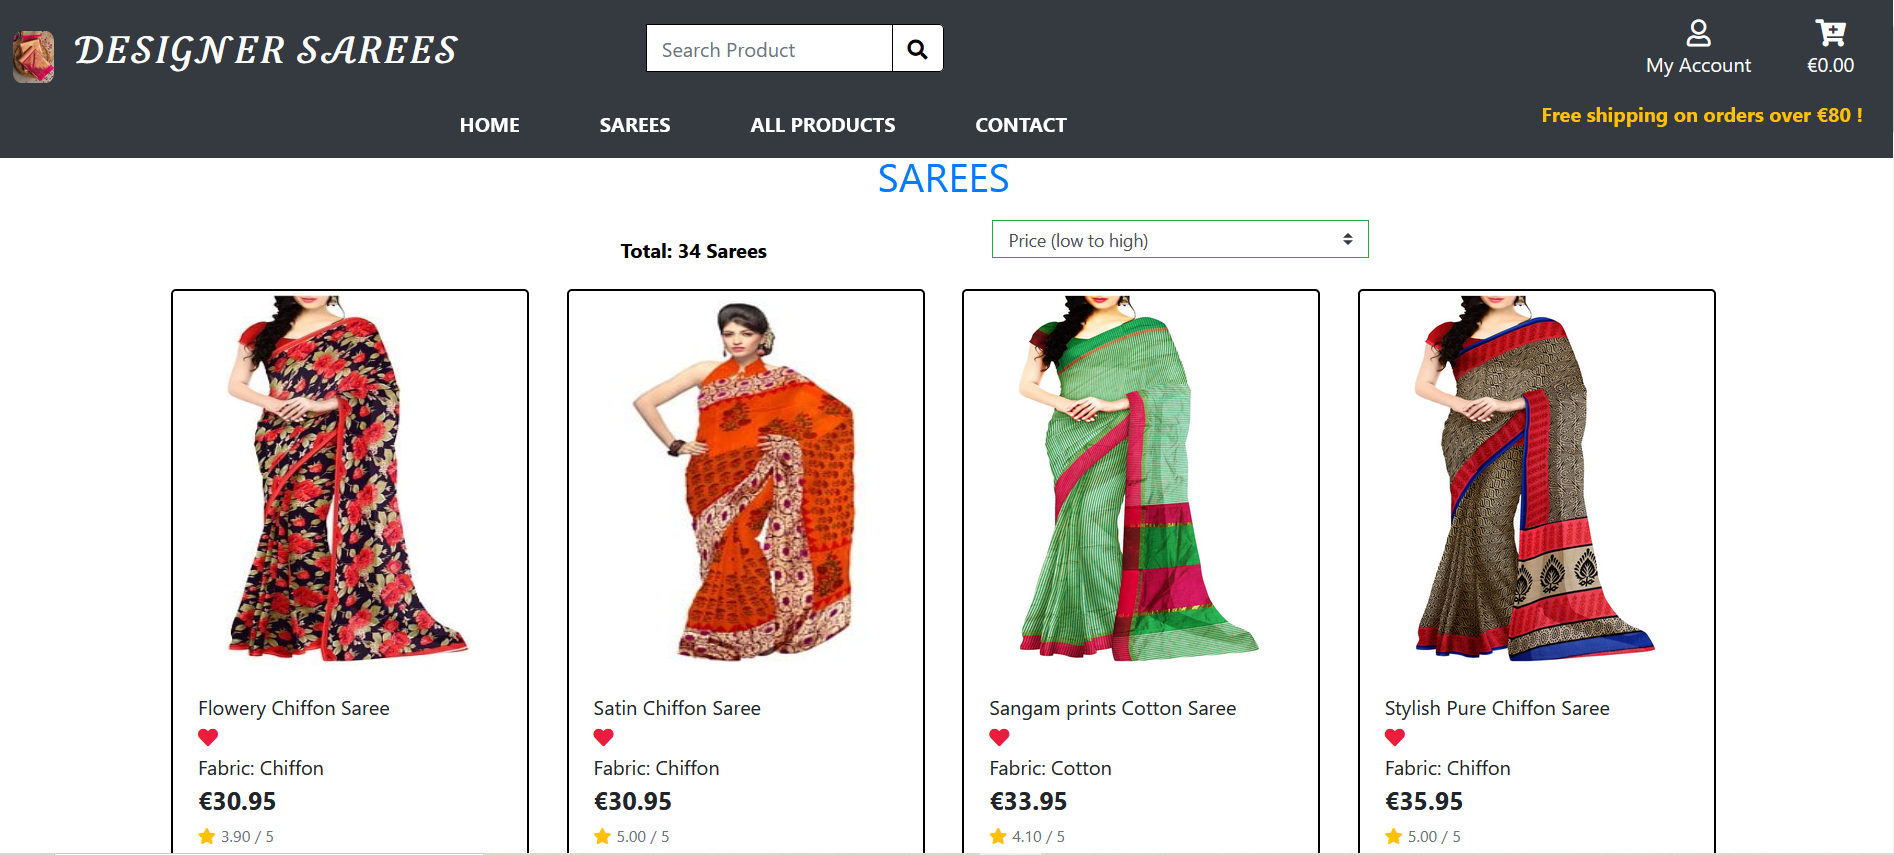 DESIGNER SAREES
Search Product
My Account
€0.00
HOME SAREES ALL PRODUCTS CONTACT
Free shipping on orders over €80 !
SAREES
Total: 34 Sarees
Price (low to high)
Flowery Chiffon Saree
Fabric: Chiffon
€30.95
3.90 / 5
Satin Chiffon Saree
Fabric: Chiffon
€30.95
5.00 / 5
Sangam prints Cotton Saree
Fabric: Cotton
€33.95
4.10 / 5
Stylish Pure Chiffon Saree
Fabric: Chiffon
€35.95
5.00 / 5